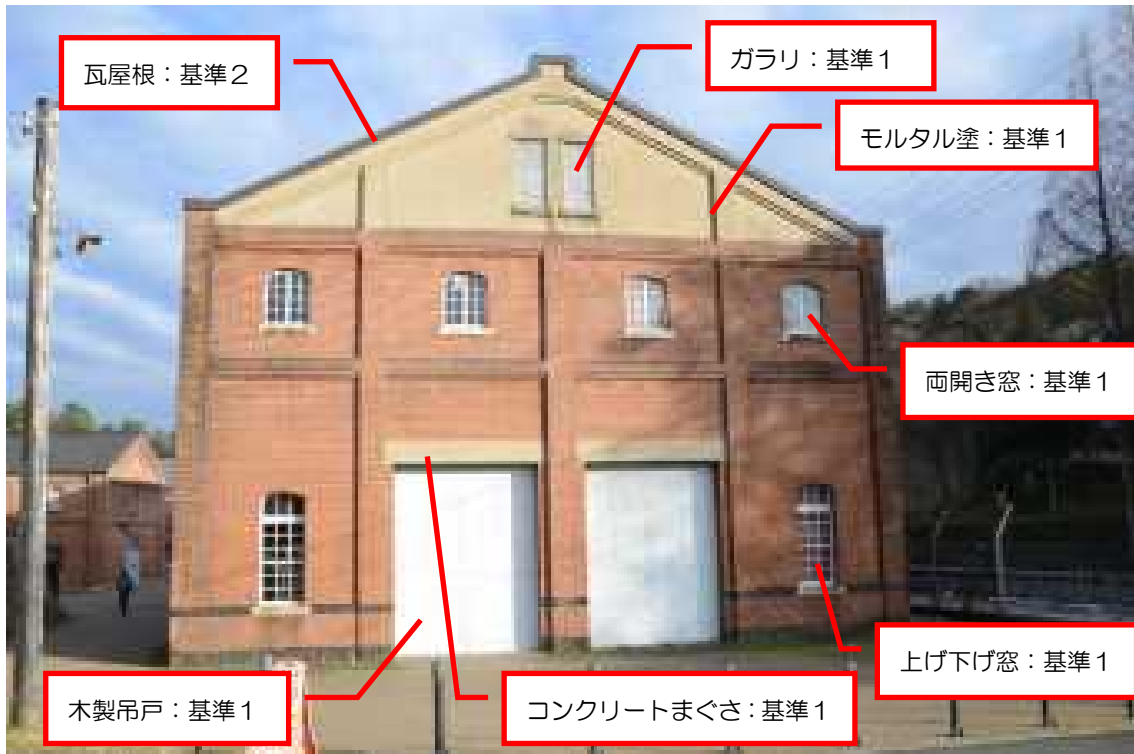 瓦屋根：基準２
ガラリ：基準１
モルタル塗：基準１
両開き窓：基準１
上げ下げ窓：基準１
木製吊戸：基準１
コンクリートまぐさ：基準１